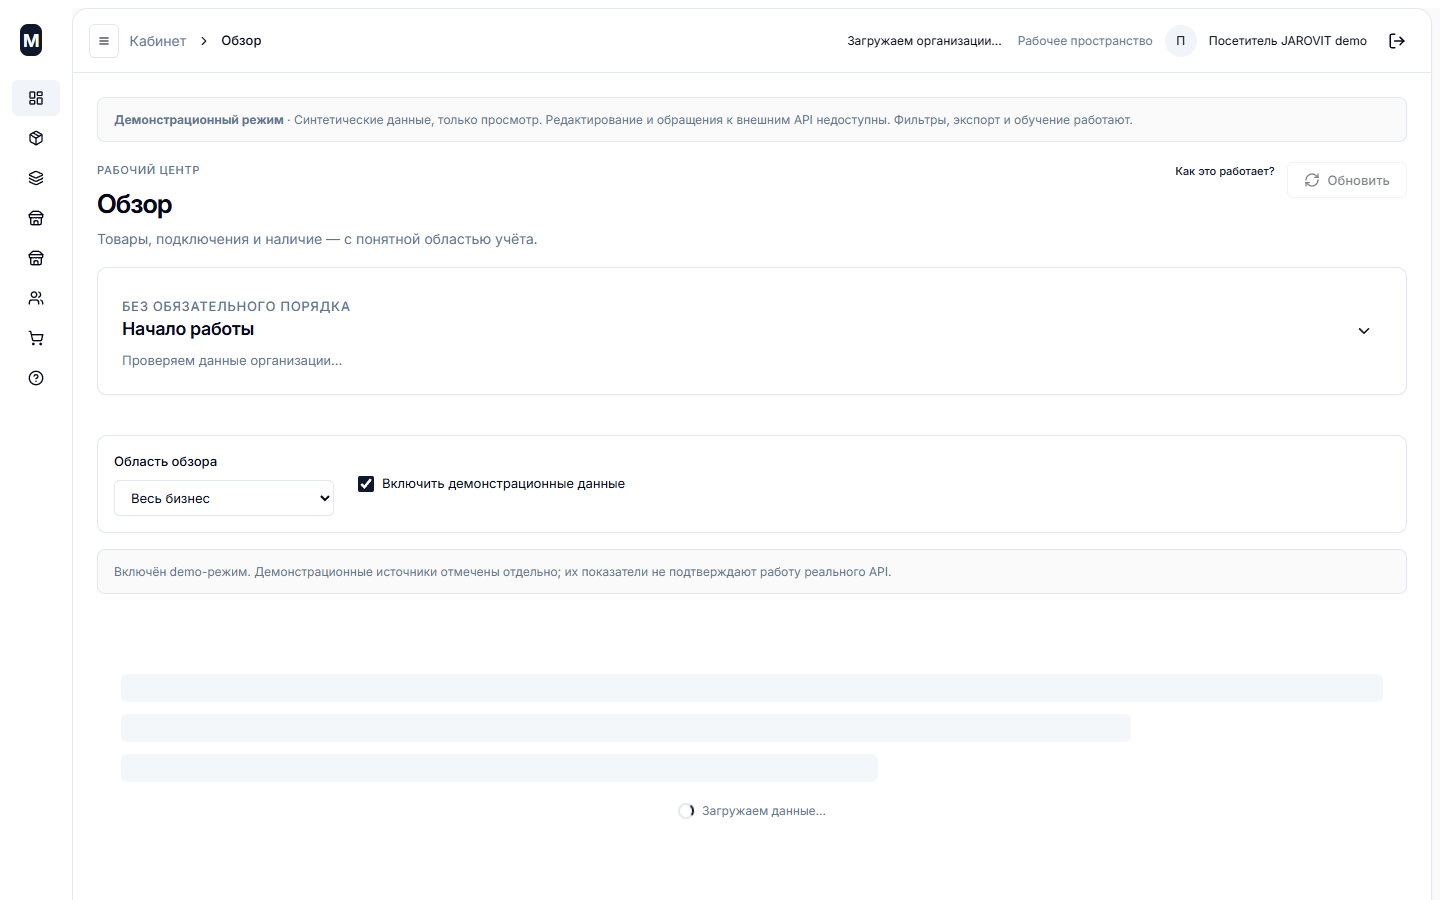 M
Кабинет > Обзор
Загружаем организации... Рабочее пространство П Посетитель JAROVIT demo
Демонстрационный режим · Синтетические данные, только просмотр. Редактирование и обращения к внешним API недоступны. Фильтры, экспорт и обучение работают.
РАБОЧИЙ ЦЕНТР
Как это работает? Обновить
Обзор
Товары, подключения и наличие — с понятной областью учёта.
БЕЗ ОБЯЗАТЕЛЬНОГО ПОРЯДКА
Начало работы
Проверяем данные организации...
Область обзора
Весь бизнес
Включить демонстрационные данные
Включён demo-режим. Демонстрационные источники отмечены отдельно; их показатели не подтверждают работу реального API.
Загружаем данные...